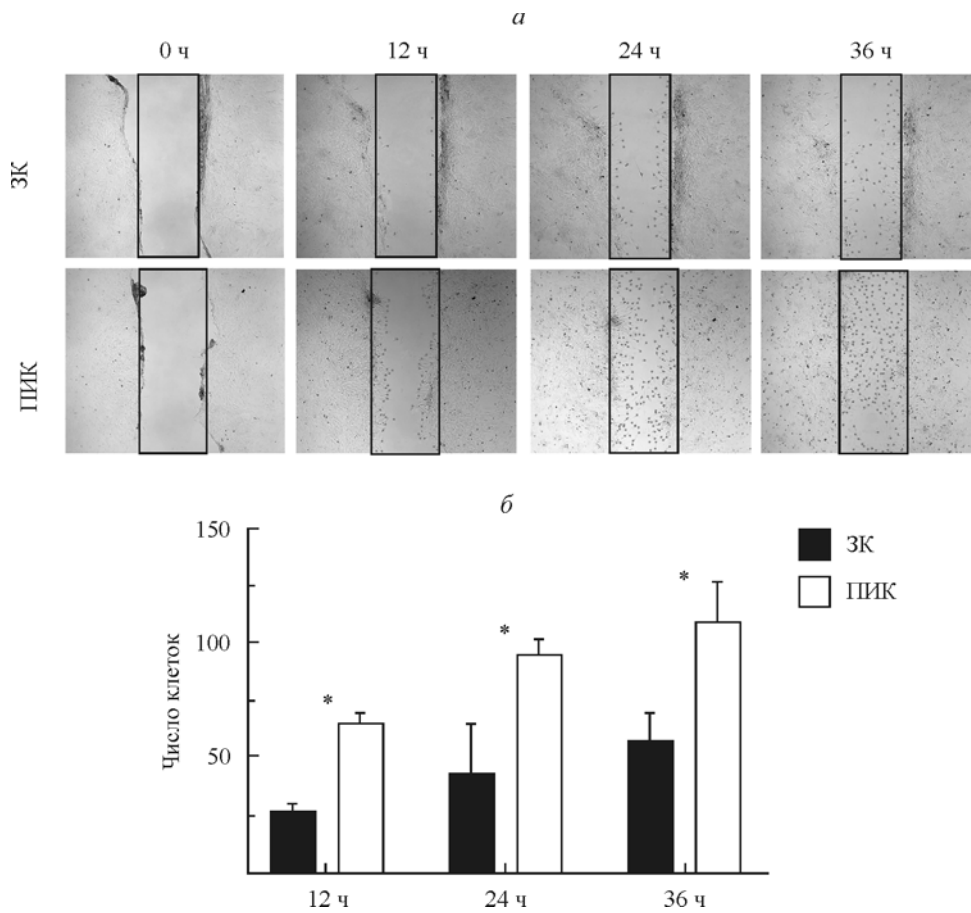 а
0 ч 12 ч 24 ч 36 ч
ЗК
ПИК
б
150
100
50
Число клеток
* * *
ЗК
ПИК
12 ч 24 ч 36 ч